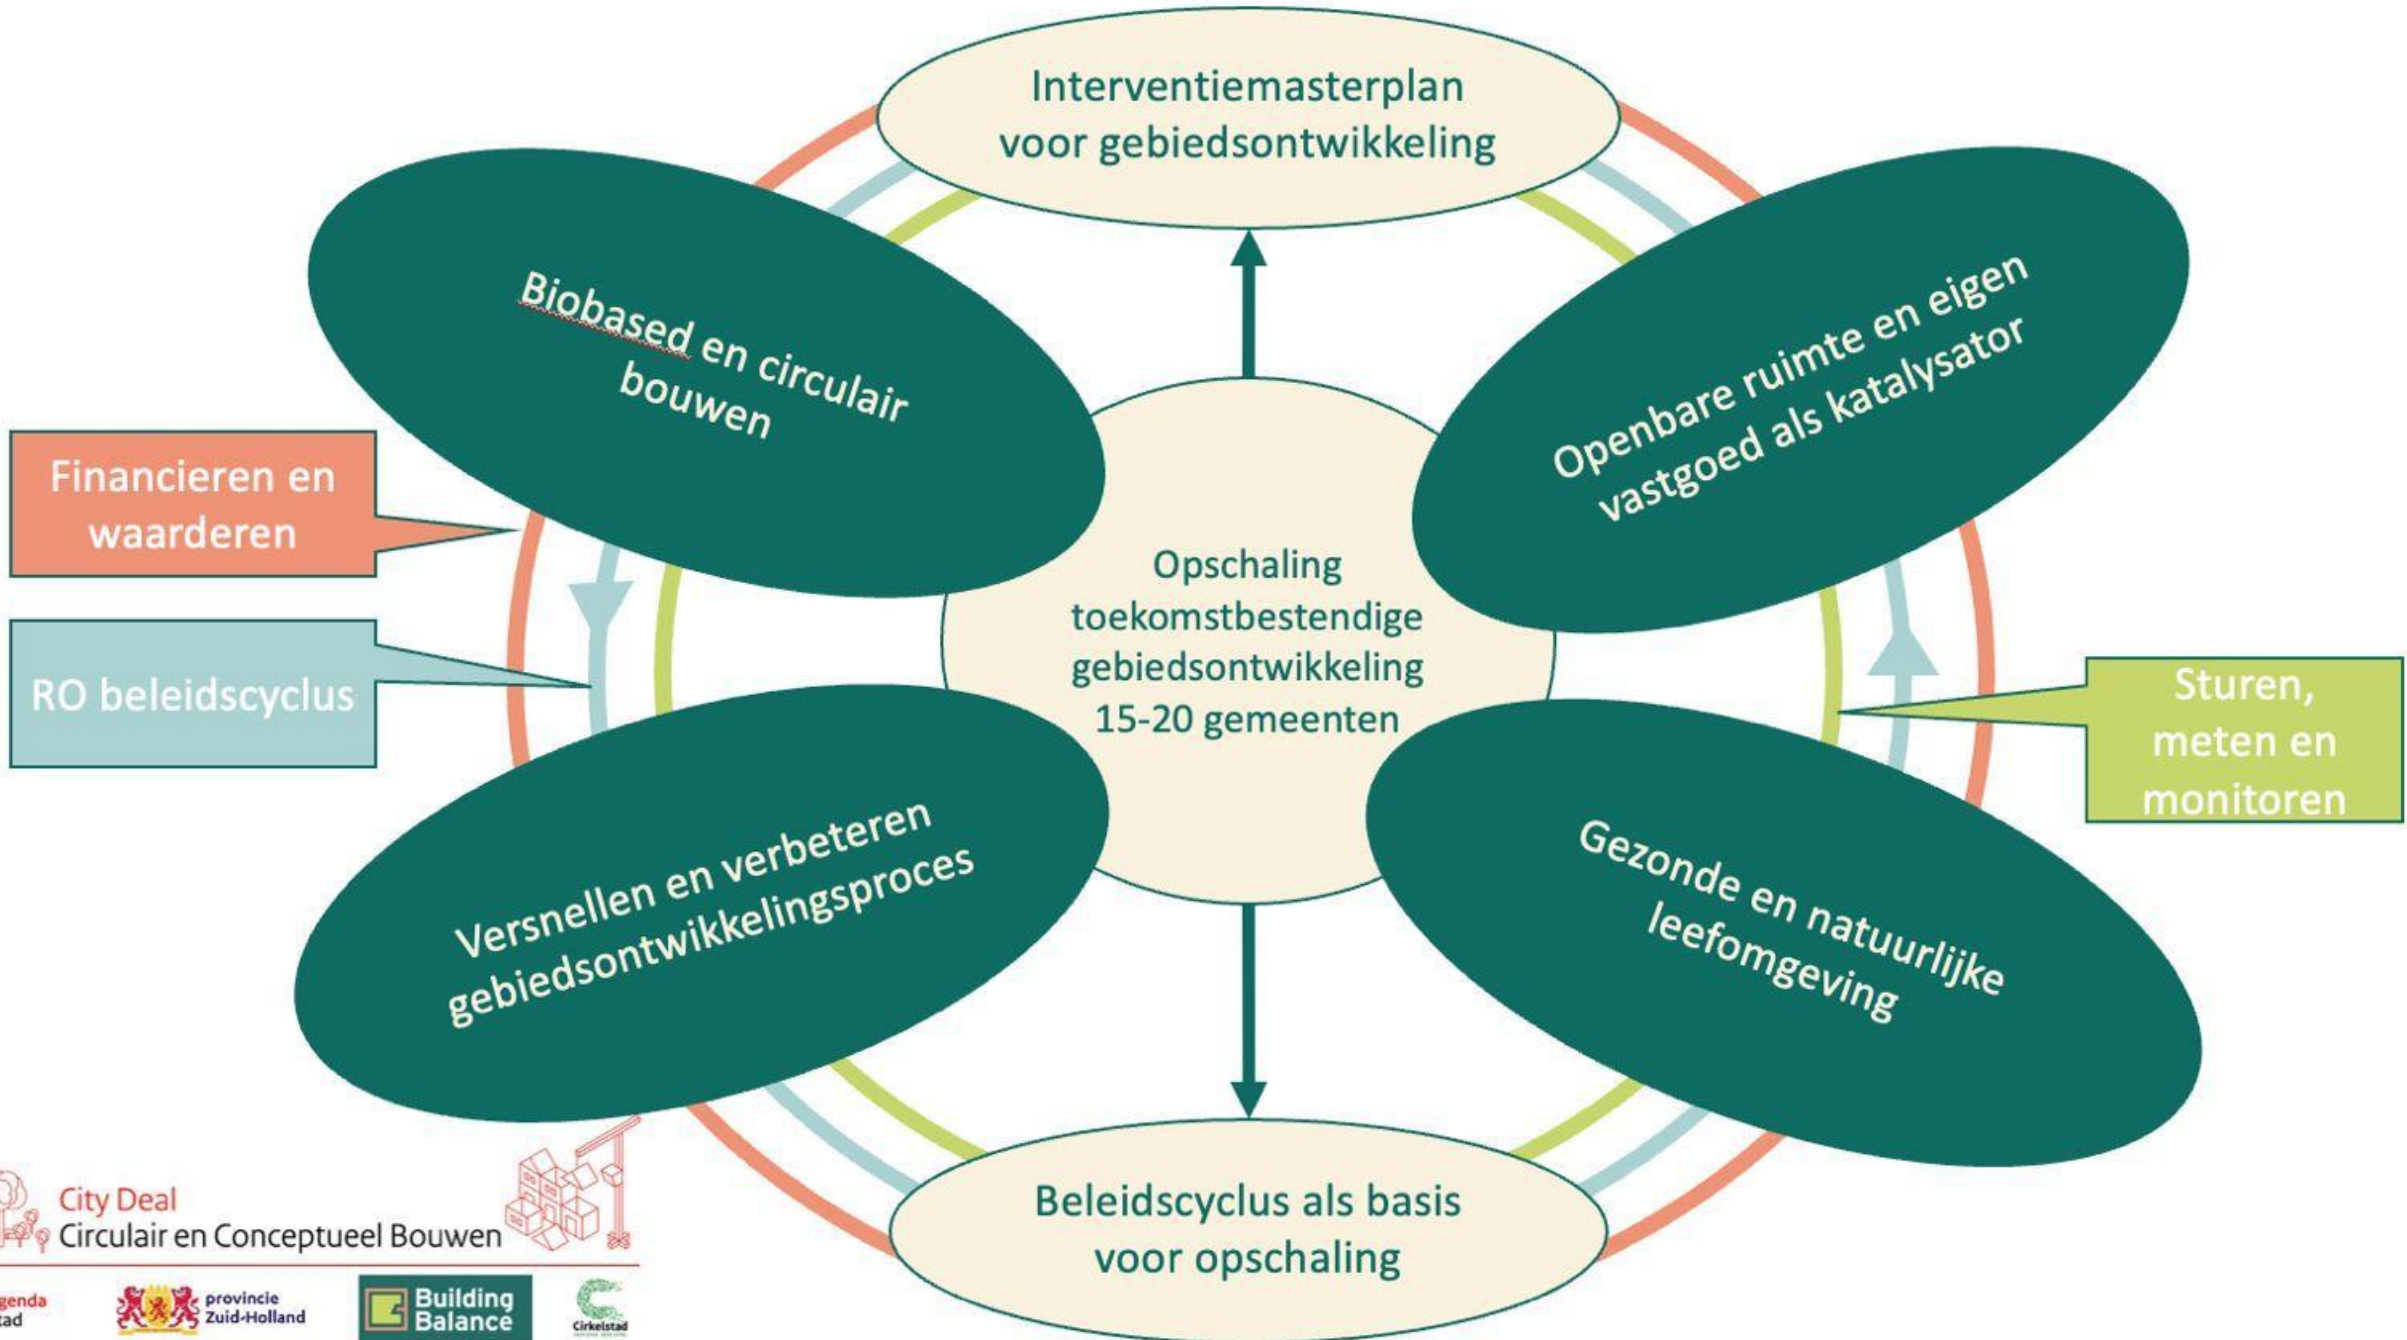 Interventiemasterplan
voor gebiedsontwikkeling
Biobased en circulair
bouwen
Openbare ruimte en eigen
vastgoed als katalysator
Financieren en
waarderen
RO beleidscyclus
Opschaling
toekomstbestendige
gebiedsontwikkeling
15-20 gemeenten
Sturen,
meten en
monitoren
Versnellen en verbeteren
gebiedsontwikkelingsproces
Gezonde en natuurlijke
leefomgeving
Beleidscyclus als basis
voor opschaling
City Deal
Circulair en Conceptueel Bouwen
genda
tad
provincie
Zuid-Holland
Building
Balance
Cirkelstad